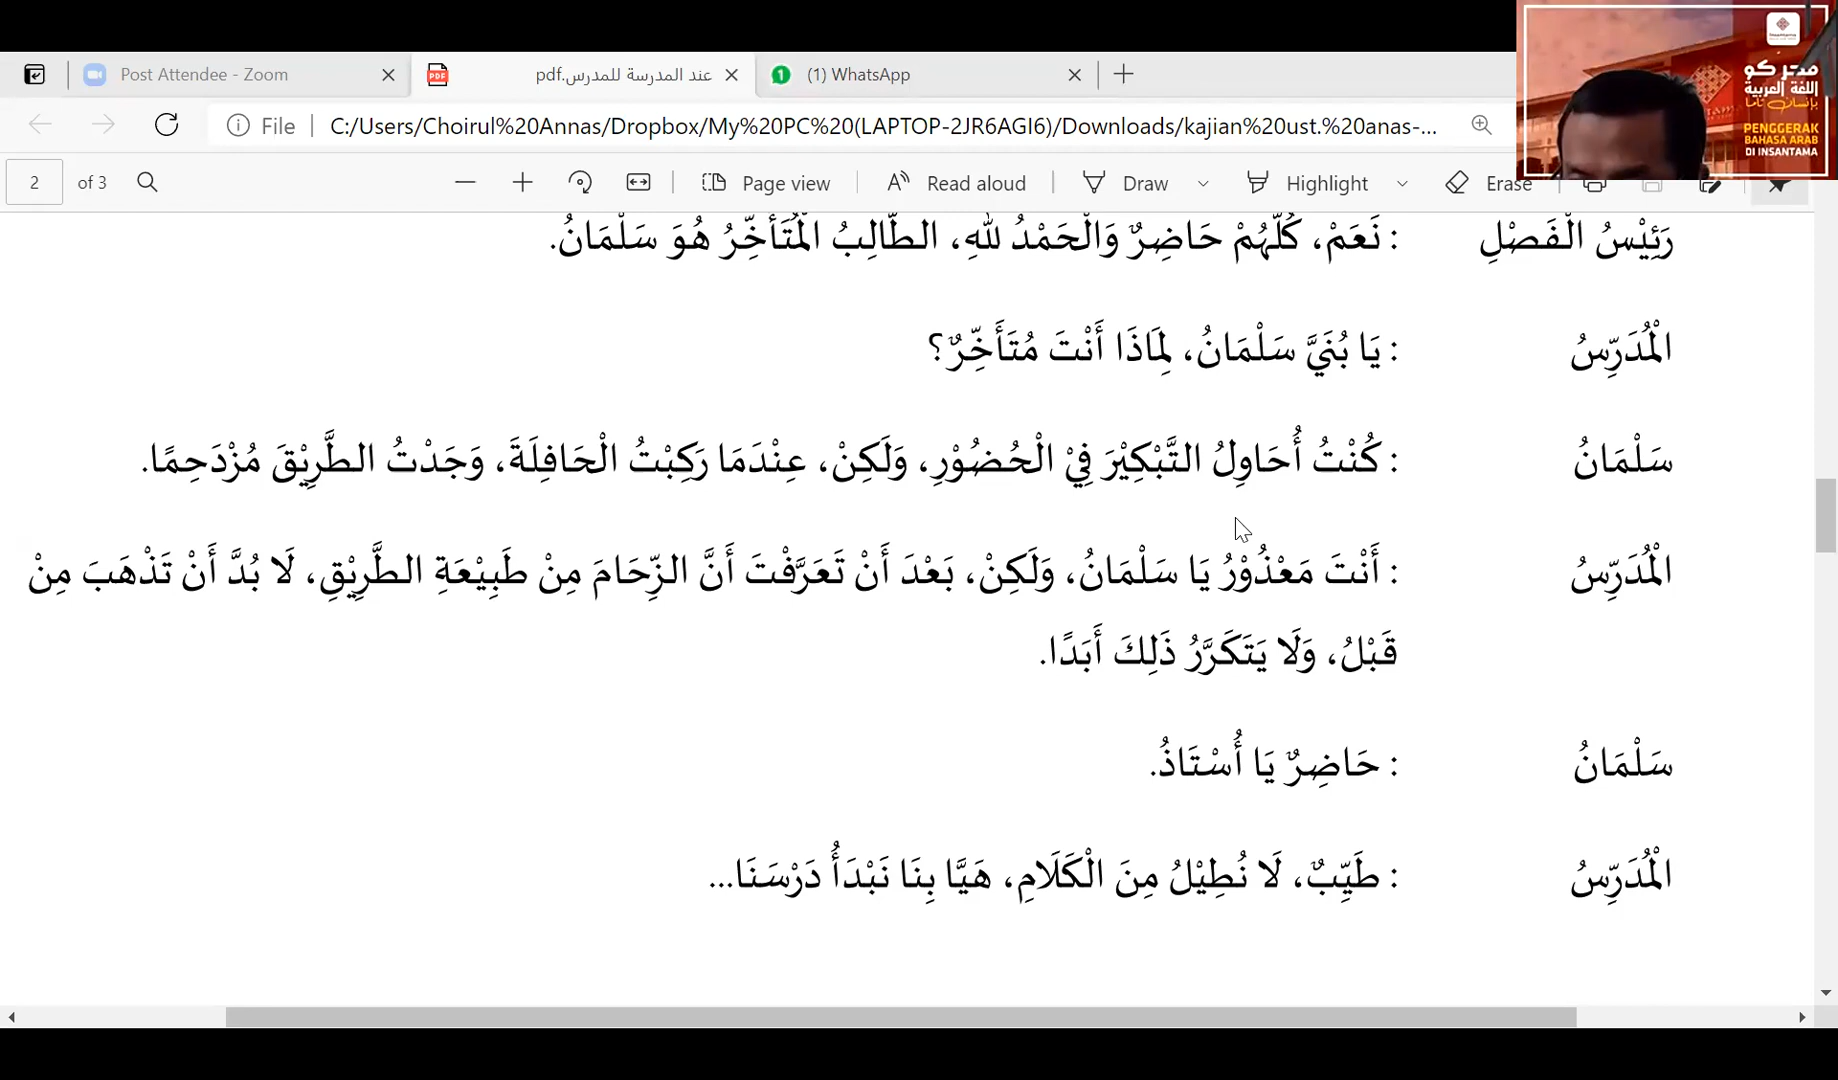 Post Attendee - Zoom
عند المدرسة للمدرس.pdf
(1) WhatsApp
File
C:/Users/Choirul%20Annas/Dropbox/My%20PC%20(LAPTOP-2JR6AGI6)/Downloads/kajian%20ust.%20anas-...
2 of 3
Page view
Read aloud
Draw
Highlight
Erase
اللغة العربية
PENGGERAK
BAHASA ARAB
DI INSANTAMA
رَئِيْسُ الْفَصْلِ : نَعَمْ، كُلُّهُمْ حَاضِرٌ وَالْحَمْدُ للهِ، الطَّالِبُ الْمُتَأَخِّرُ هُوَ سَلْمَانُ.
الْمُدَرِّسُ : يَا بُنَيَّ سَلْمَانُ، لِمَاذَا أَنْتَ مُتَأَخِّرٌ؟
سَلْمَانُ : كُنْتُ أُحَاوِلُ التَّبْكِيْرَ فِيْ الْحُضُوْرِ، وَلَكِنْ، عِنْدَمَا رَكِبْتُ الْحَافِلَةَ، وَجَدْتُ الطَّرِيْقَ مُزْدَحِمًا.
الْمُدَرِّسُ : أَنْتَ مَعْذُوْرُ يَا سَلْمَانُ، وَلَكِنْ، بَعْدَ أَنْ تَعَرَّفْتَ أَنَّ الزِّحَامَ مِنْ طَبِيْعَةِ الطَّرِيْقِ، لَا بُدَّ أَنْ تَذْهَبَ مِنْ
قَبْلُ، وَلَا يَتَكَرَّرُ ذَلِكَ أَبَدًا.
سَلْمَانُ : حَاضِرٌ يَا أُسْتَاذُ.
الْمُدَرِّسُ : طَيِّبٌ، لَا نُطِيْلُ مِنَ الْكَلَامِ، هَيَّا بِنَا نَبْدَأُ دَرْسَنَا...